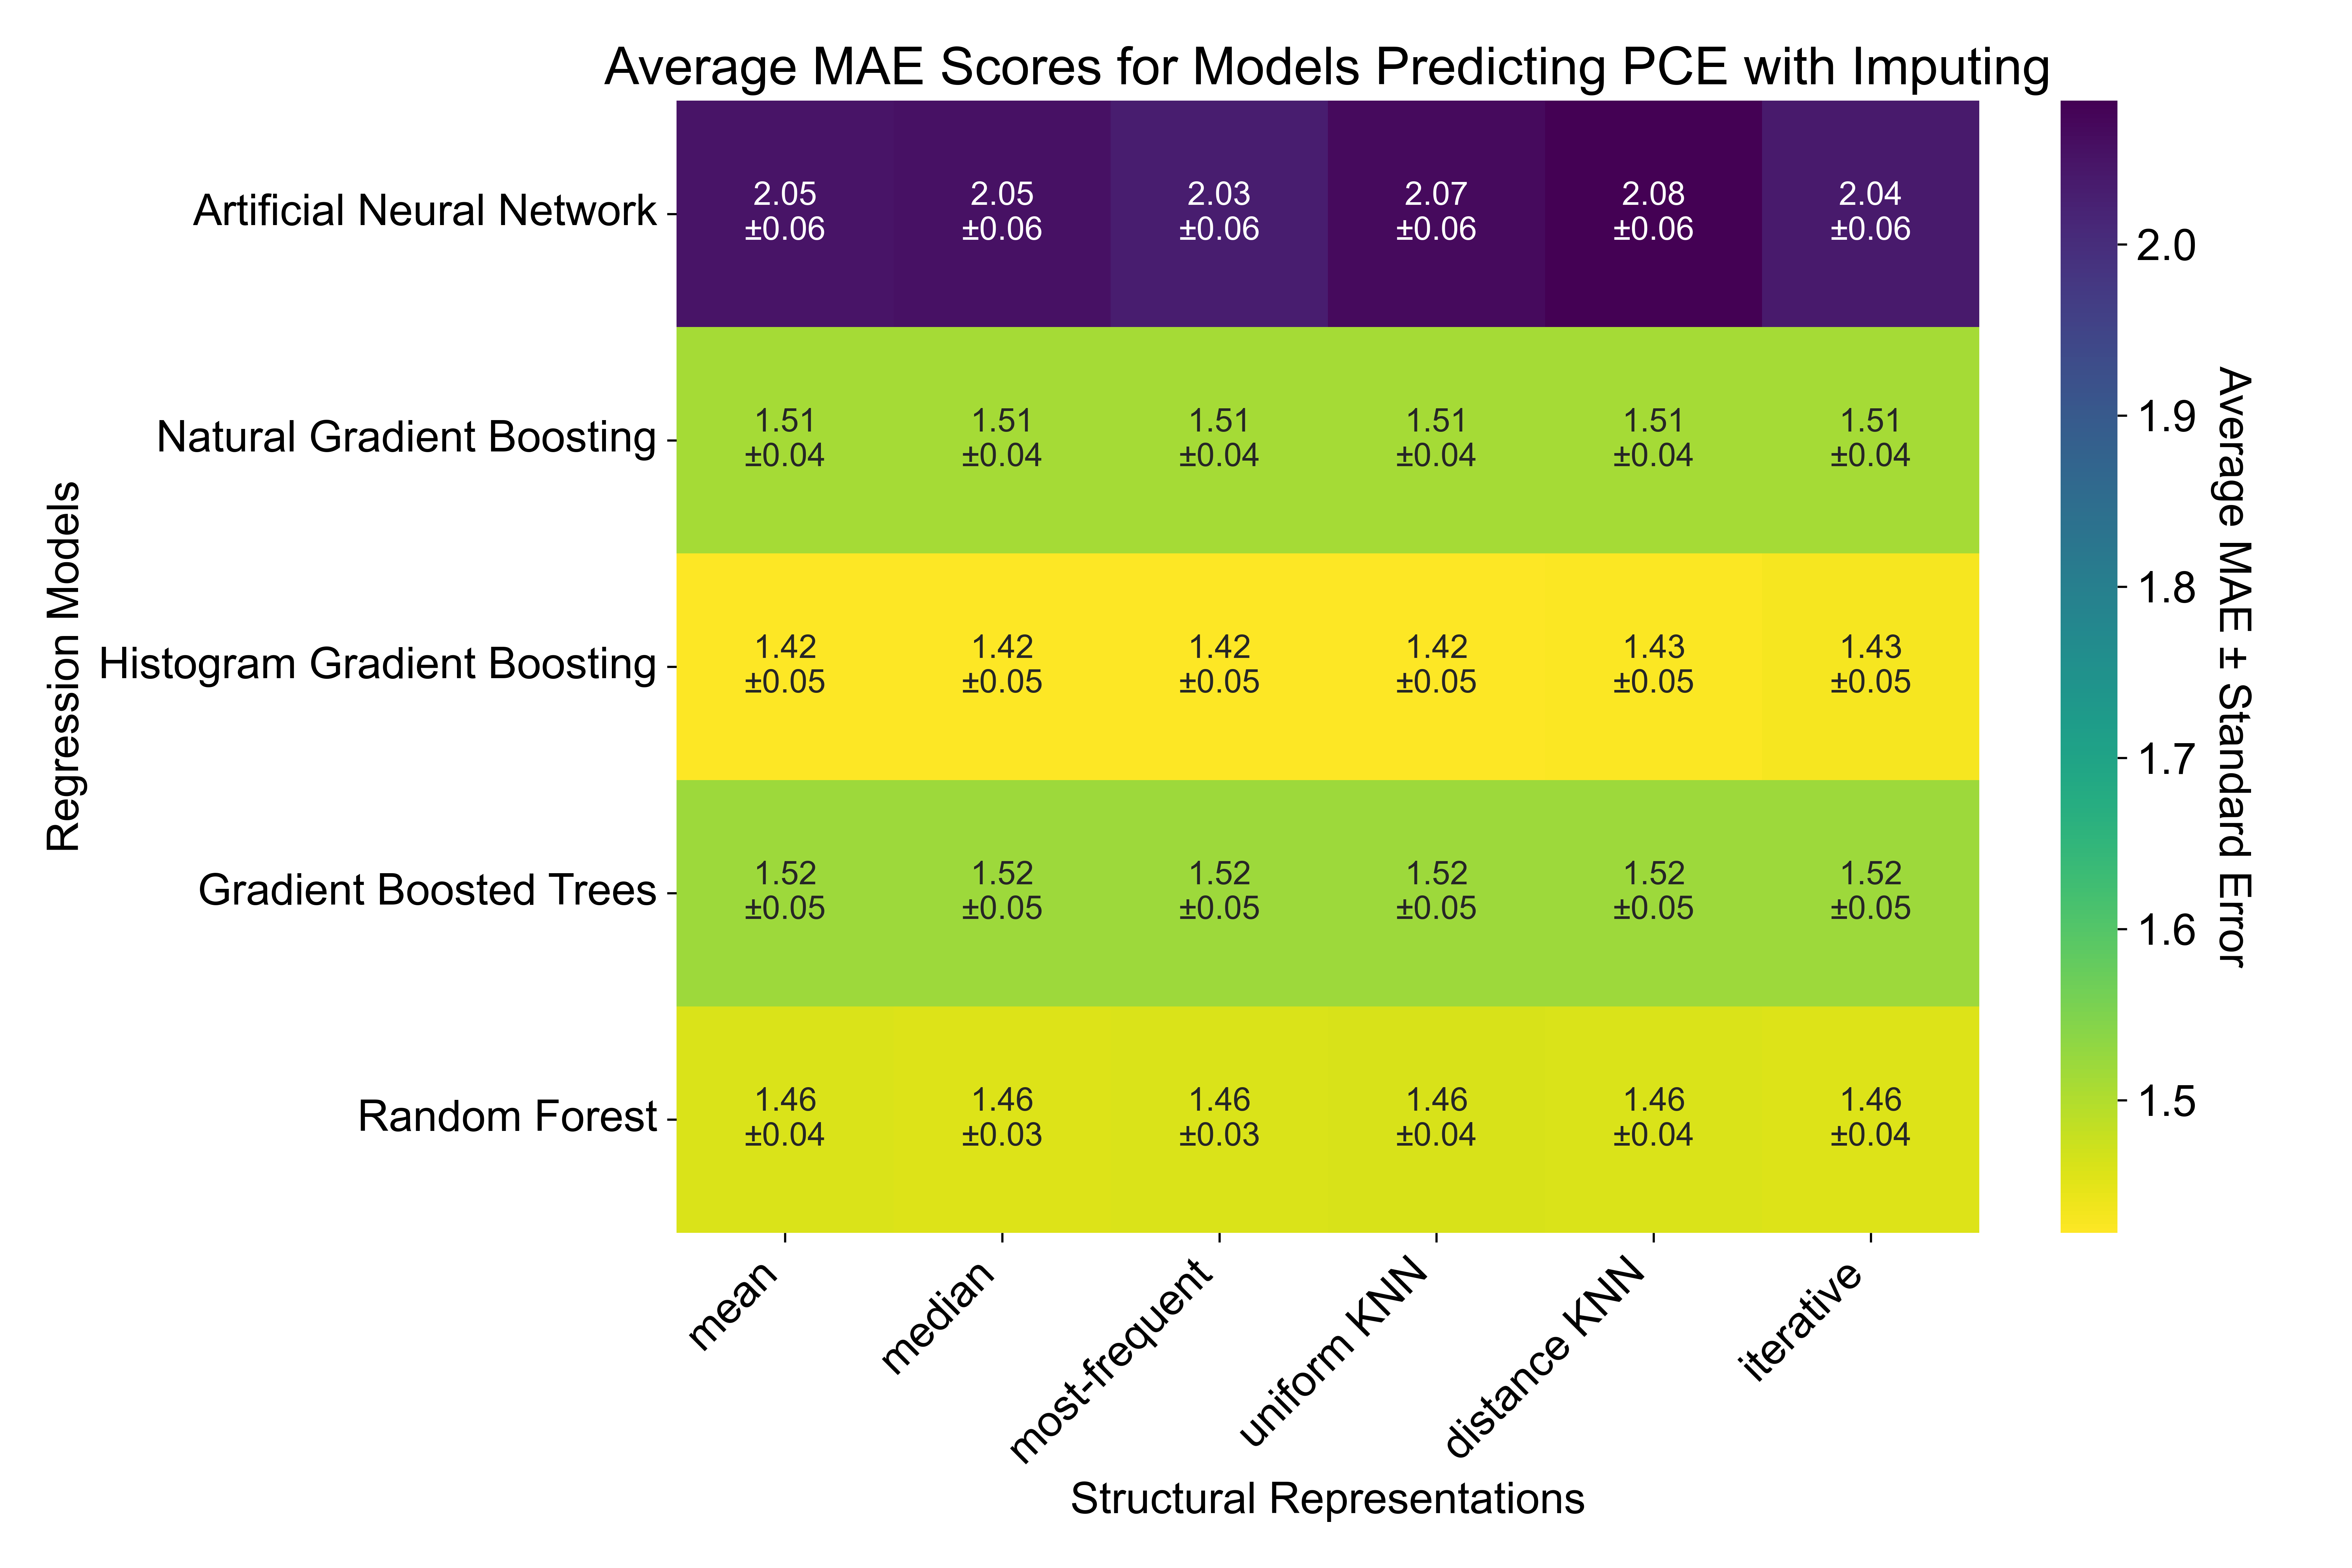 Average MAE Scores for Models Predicting PCE with Imputing
Regression Models
Artificial Neural Network
2.05 2.05 2.03 2.07 2.08 2.04
±0.06 ±0.06 ±0.06 ±0.06 ±0.06 ±0.06
Natural Gradient Boosting
1.51 1.51 1.51 1.51 1.51 1.51
±0.04 ±0.04 ±0.04 ±0.04 ±0.04 ±0.04
Histogram Gradient Boosting
1.42 1.42 1.42 1.42 1.43 1.43
±0.05 ±0.05 ±0.05 ±0.05 ±0.05 ±0.05
Gradient Boosted Trees
1.52 1.52 1.52 1.52 1.52 1.52
±0.05 ±0.05 ±0.05 ±0.05 ±0.05 ±0.05
Random Forest
1.46 1.46 1.46 1.46 1.46 1.46
±0.04 ±0.03 ±0.03 ±0.04 ±0.04 ±0.04
mean
median
most-frequent
uniform KNN
distance KNN
iterative
Structural Representations
2.0
1.9
1.8
1.7
1.6
1.5
Average MAE ± Standard Error